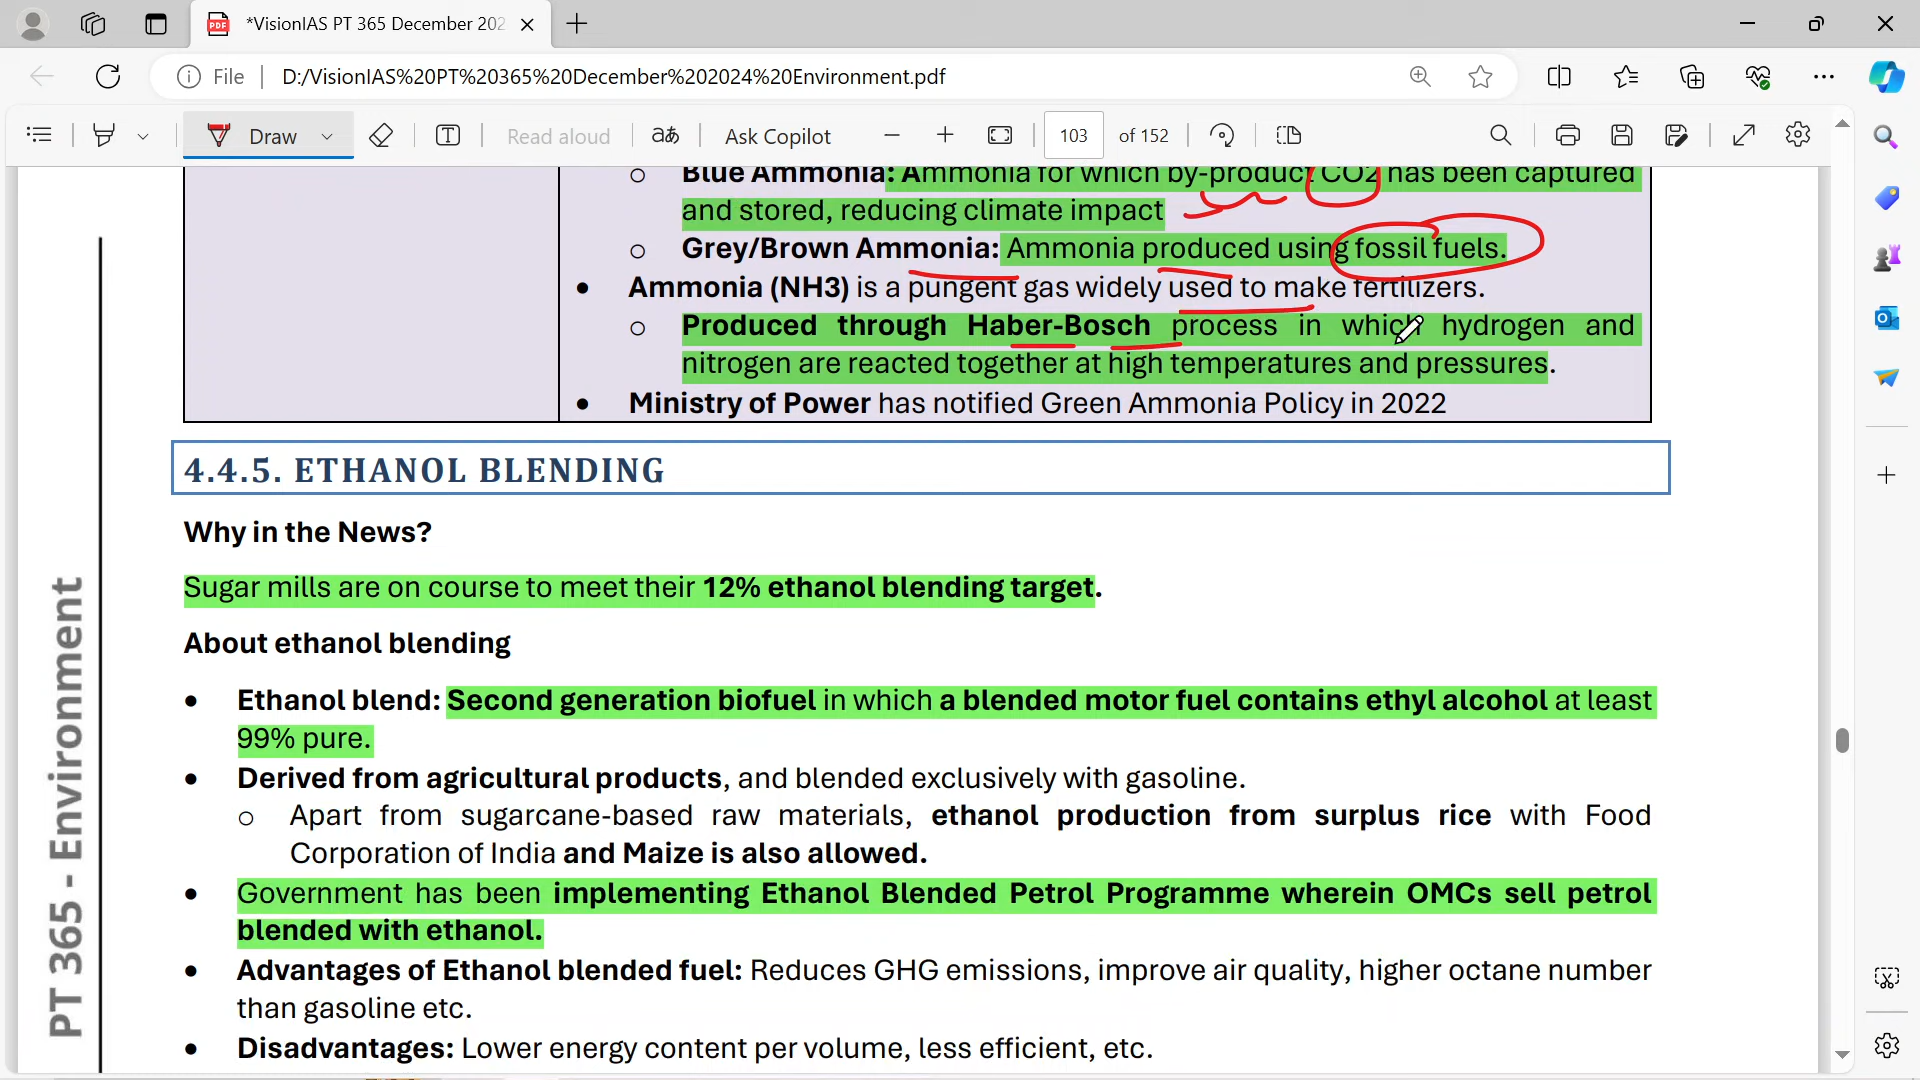 *VisionIAS PT 365 December 202
File
D:/VisionIAS%20PT%20365%20December%202024%20Environment.pdf
Draw
Read aloud
aあ
Ask Copilot
103 of 152
Blue Ammonia: Ammonia for which by-product CO2 has been captured
and stored, reducing climate impact
Grey/Brown Ammonia: Ammonia produced using fossil fuels.
Ammonia (NH3) is a pungent gas widely used to make fertilizers.
Produced through Haber-Bosch process in which hydrogen and
nitrogen are reacted together at high temperatures and pressures.
Ministry of Power has notified Green Ammonia Policy in 2022
4.4.5. ETHANOL BLENDING
Why in the News?
Sugar mills are on course to meet their 12% ethanol blending target.
About ethanol blending
Ethanol blend: Second generation biofuel in which a blended motor fuel contains ethyl alcohol at least
99% pure.
Derived from agricultural products, and blended exclusively with gasoline.
Apart from sugarcane-based raw materials, ethanol production from surplus rice with Food
Corporation of India and Maize is also allowed.
Government has been implementing Ethanol Blended Petrol Programme wherein OMCs sell petrol
blended with ethanol.
Advantages of Ethanol blended fuel: Reduces GHG emissions, improve air quality, higher octane number
than gasoline etc.
Disadvantages: Lower energy content per volume, less efficient, etc.
PT 365 - Environment